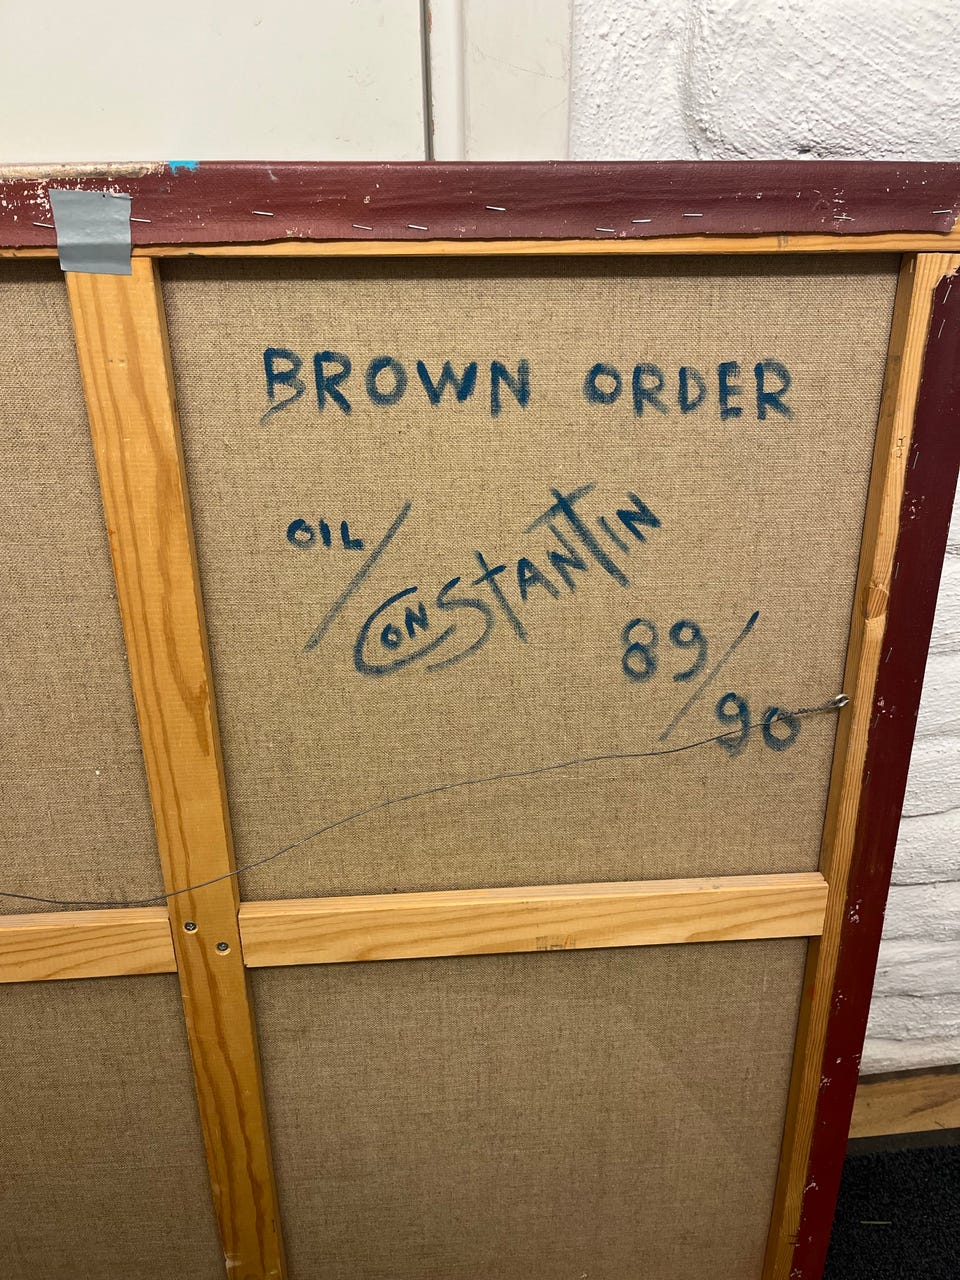 BROWN ORDER
OIL/
CONSTANTIN
89/
90